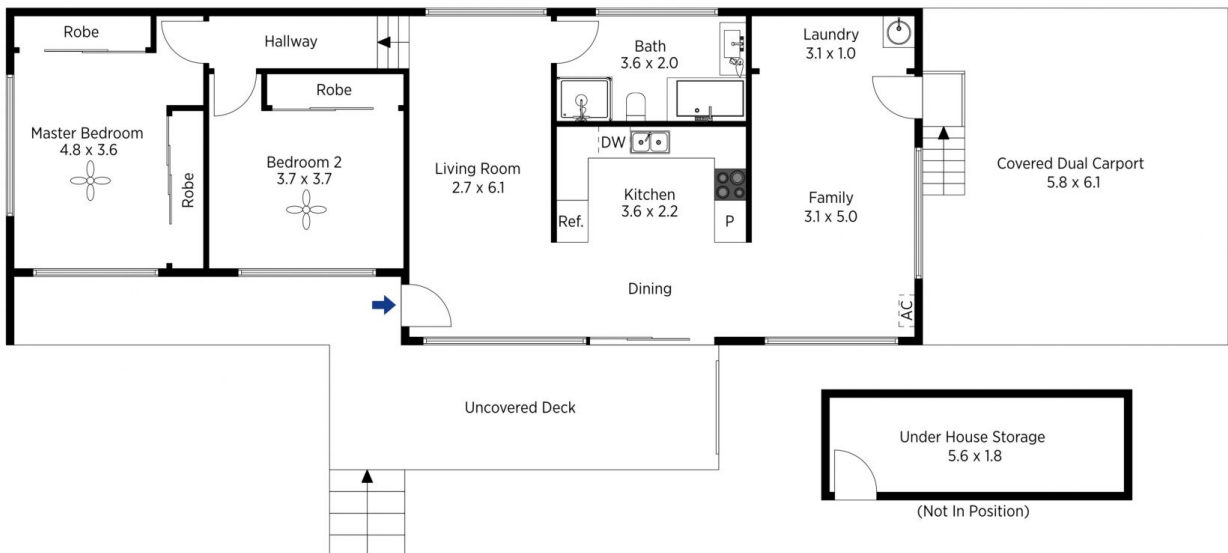 Robe
Hallway
Bath
3.6 x 2.0
Laundry
3.1 x 1.0
Robe
Master Bedroom
4.8 x 3.6
Robe
Bedroom 2
3.7 x 3.7
Living Room
2.7 x 6.1
DW
Kitchen
3.6 x 2.2
Ref.
P
Family
3.1 x 5.0
Covered Dual Carport
5.8 x 6.1
Dining
AC
Uncovered Deck
Under House Storage
5.6 x 1.8
(Not In Position)